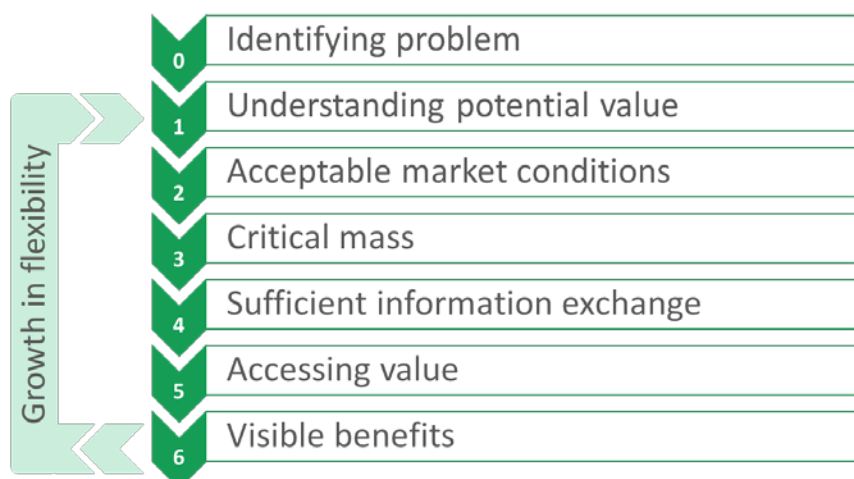 0 Identifying problem
1 Understanding potential value
2 Acceptable market conditions
3 Critical mass
4 Sufficient information exchange
5 Accessing value
6 Visible benefits
Growth in flexibility